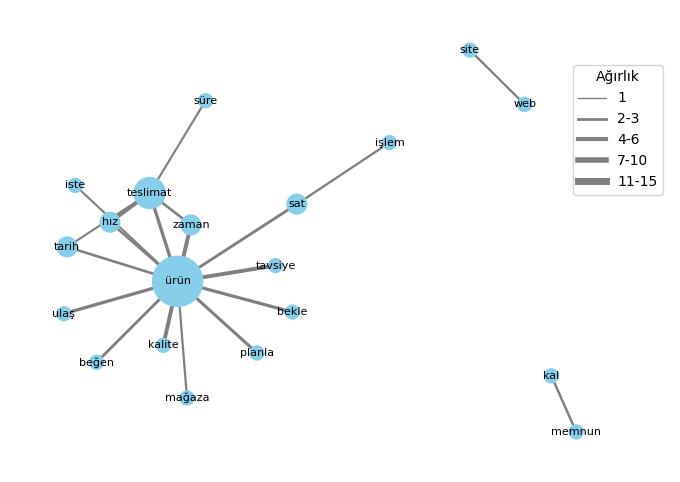 site
Ağırlık
1
2-3
4-6
7-10
11-15
web
süre
işlem
iste
teslimat
sat
hız
zaman
tarih
tavsiye
ürün
ulaş
bekle
kalite
planla
beğen
kal
mağaza
memnun